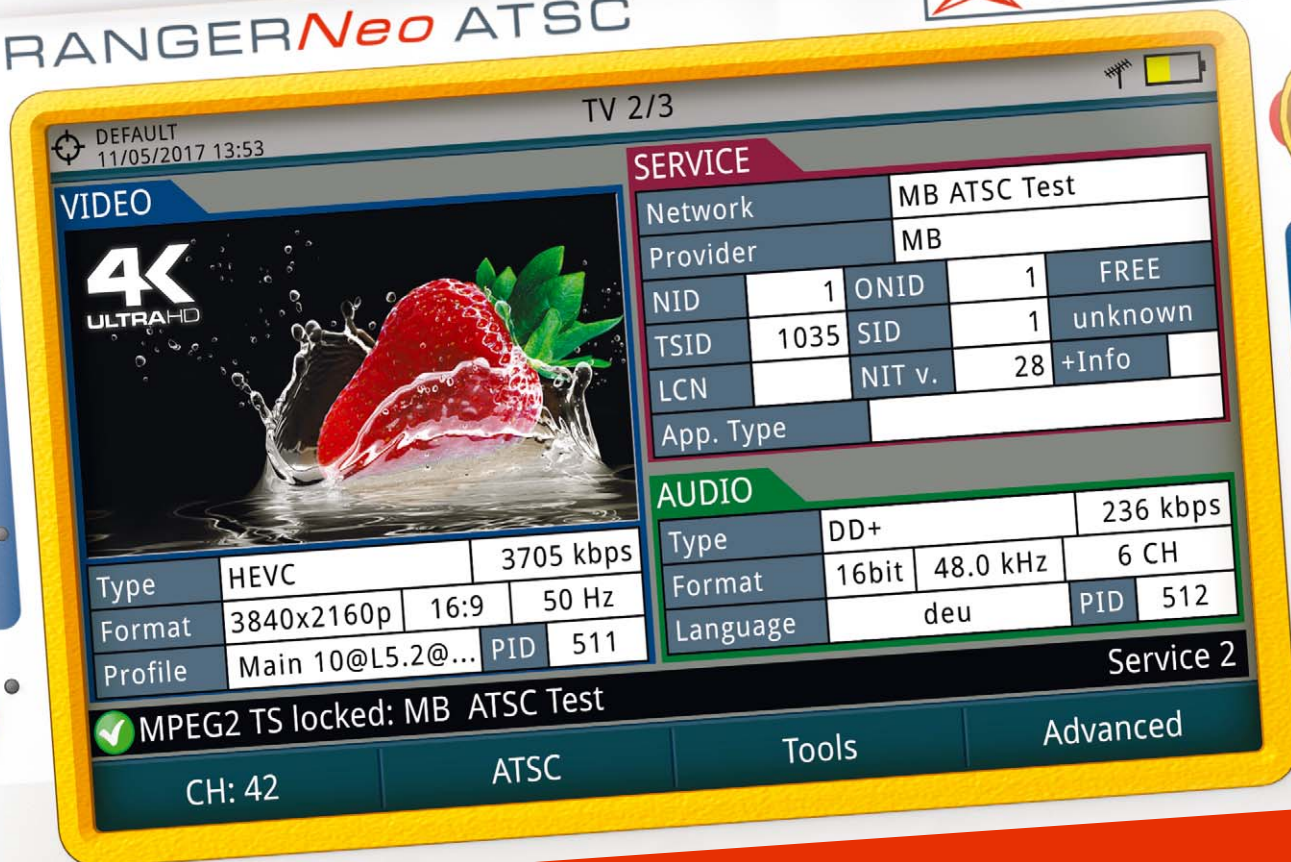 RANGERNeo ATSC
DEFAULT
11/05/2017 13:53
TV 2/3
VIDEO
4K
ULTRAHD
Type HEVC 3705 kbps
Format 3840x2160p 16:9 50 Hz
Profile Main 10@L5.2@... PID 511
SERVICE
Network MB ATSC Test
Provider MB
NID 1 ONID 1 FREE
TSID 1035 SID 1 unknown
LCN NIT v. 28 +Info
App. Type
AUDIO
Type DD+ 236 kbps
Format 16bit 48.0 kHz 6 CH
Language deu PID 512
MPEG2 TS locked: MB ATSC Test
Service 2
CH: 42 ATSC Tools Advanced